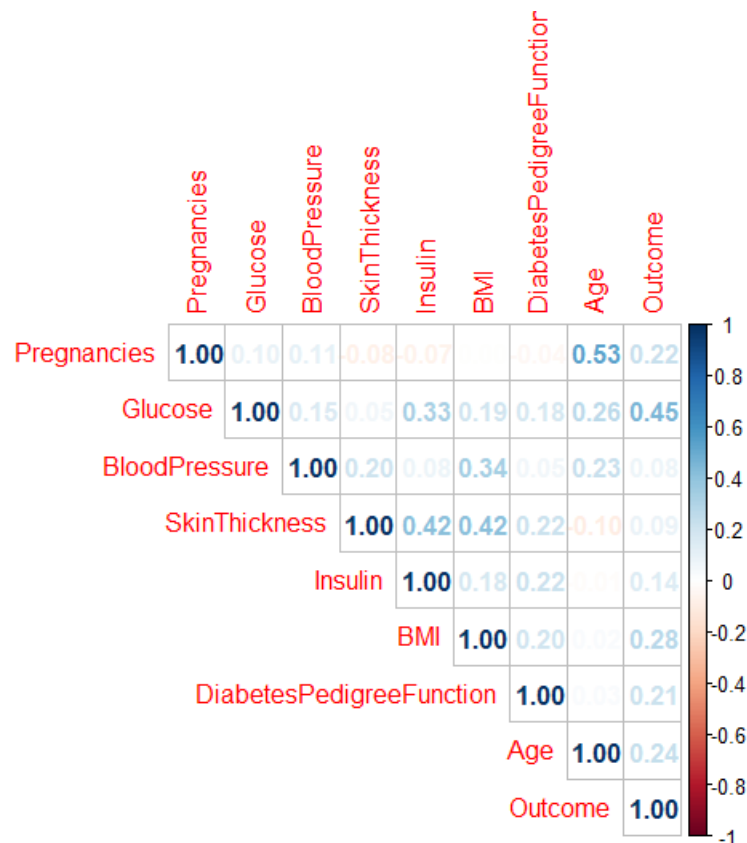 Pregnancies
Glucose
BloodPressure
SkinThickness
Insulin
BMI
DiabetesPedigreeFunction
Age
Outcome
Pregnancies 1.00 0.10 0.11 -0.08 -0.07 -0.04 0.53 0.22
Glucose 1.00 0.15 0.05 0.33 0.19 0.18 0.26 0.45
BloodPressure 1.00 0.20 0.08 0.34 0.05 0.23 0.08
SkinThickness 1.00 0.42 0.42 0.22 -0.10 0.09
Insulin 1.00 0.18 0.22 0.01 0.14
BMI 1.00 0.20 0.02 0.28
DiabetesPedigreeFunction 1.00 0.03 0.21
Age 1.00 0.24
Outcome 1.00
1
0.8
0.6
0.4
0.2
0
-0.2
-0.4
-0.6
-0.8
-1